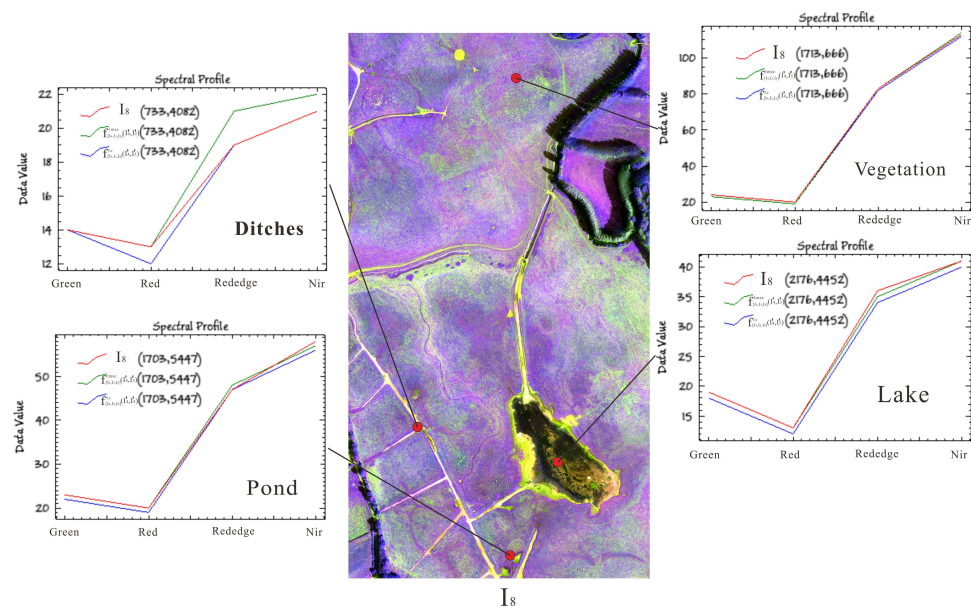 Spectral Profile
22
20
18
16
14
12
Data Value
I8 (733,4082)
(733,4082)
(733,4082)
Ditches
Green Red Rededge Nir
Spectral Profile
50
40
30
20
Data Value
I8 (1703,5447)
(1703,5447)
(1703,5447)
Pond
Green Red Rededge Nir
I8
Spectral Profile
100
80
60
40
20
Data Value
I8 (1713,666)
(1713,666)
(1713,666)
Vegetation
Green Red Rededge Nir
Spectral Profile
40
35
30
25
20
15
Data Value
I8 (2176,4452)
(2176,4452)
(2176,4452)
Lake
Green Red Rededge Nir